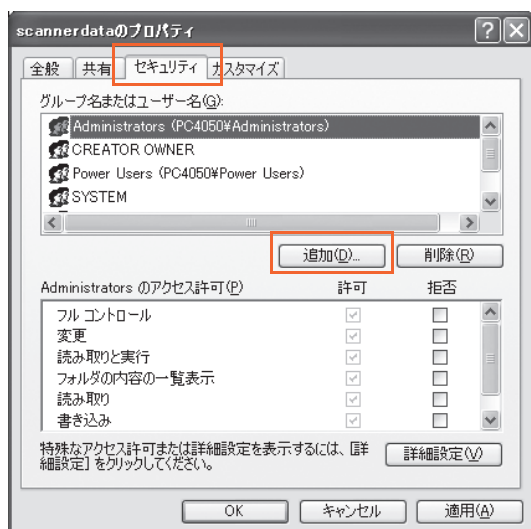 scannerdataのプロパティ
全般 共有 セキュリティ カスタマイズ
グループ名またはユーザー名(G):
Administrators (PC4050¥Administrators)
CREATOR OWNER
Power Users (PC4050¥Power Users)
SYSTEM
追加(D)... 削除(R)
Administrators のアクセス許可(P) 許可 拒否
フル コントロール
変更
読み取りと実行
フォルダの内容の一覧表示
読み取り
書き込み
特殊なアクセス許可または詳細設定を表示するには、[詳
細設定] をクリックしてください。
詳細設定(V)
OK キャンセル 適用(A)